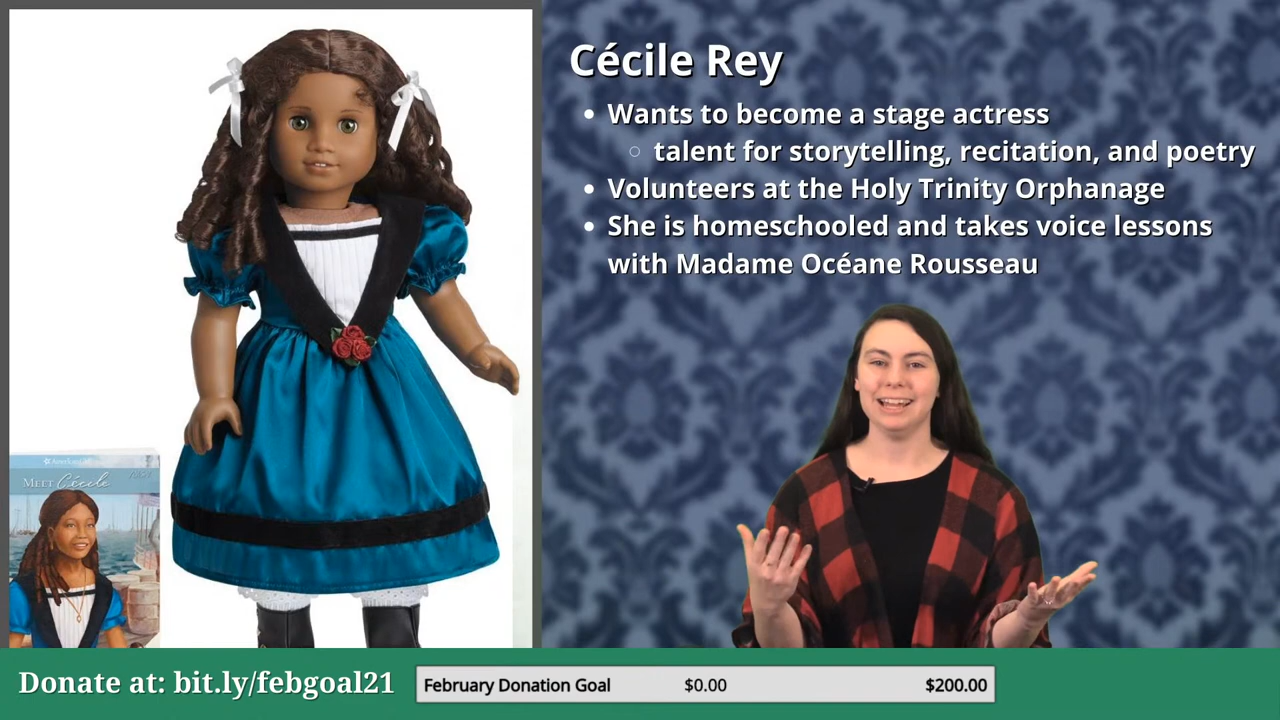 Cécile Rey
Wants to become a stage actress
talent for storytelling, recitation, and poetry
Volunteers at the Holy Trinity Orphanage
She is homeschooled and takes voice lessons
with Madame Océane Rousseau
MEET Cécile
Donate at: bit.ly/febgoal21
February Donation Goal $0.00 $200.00